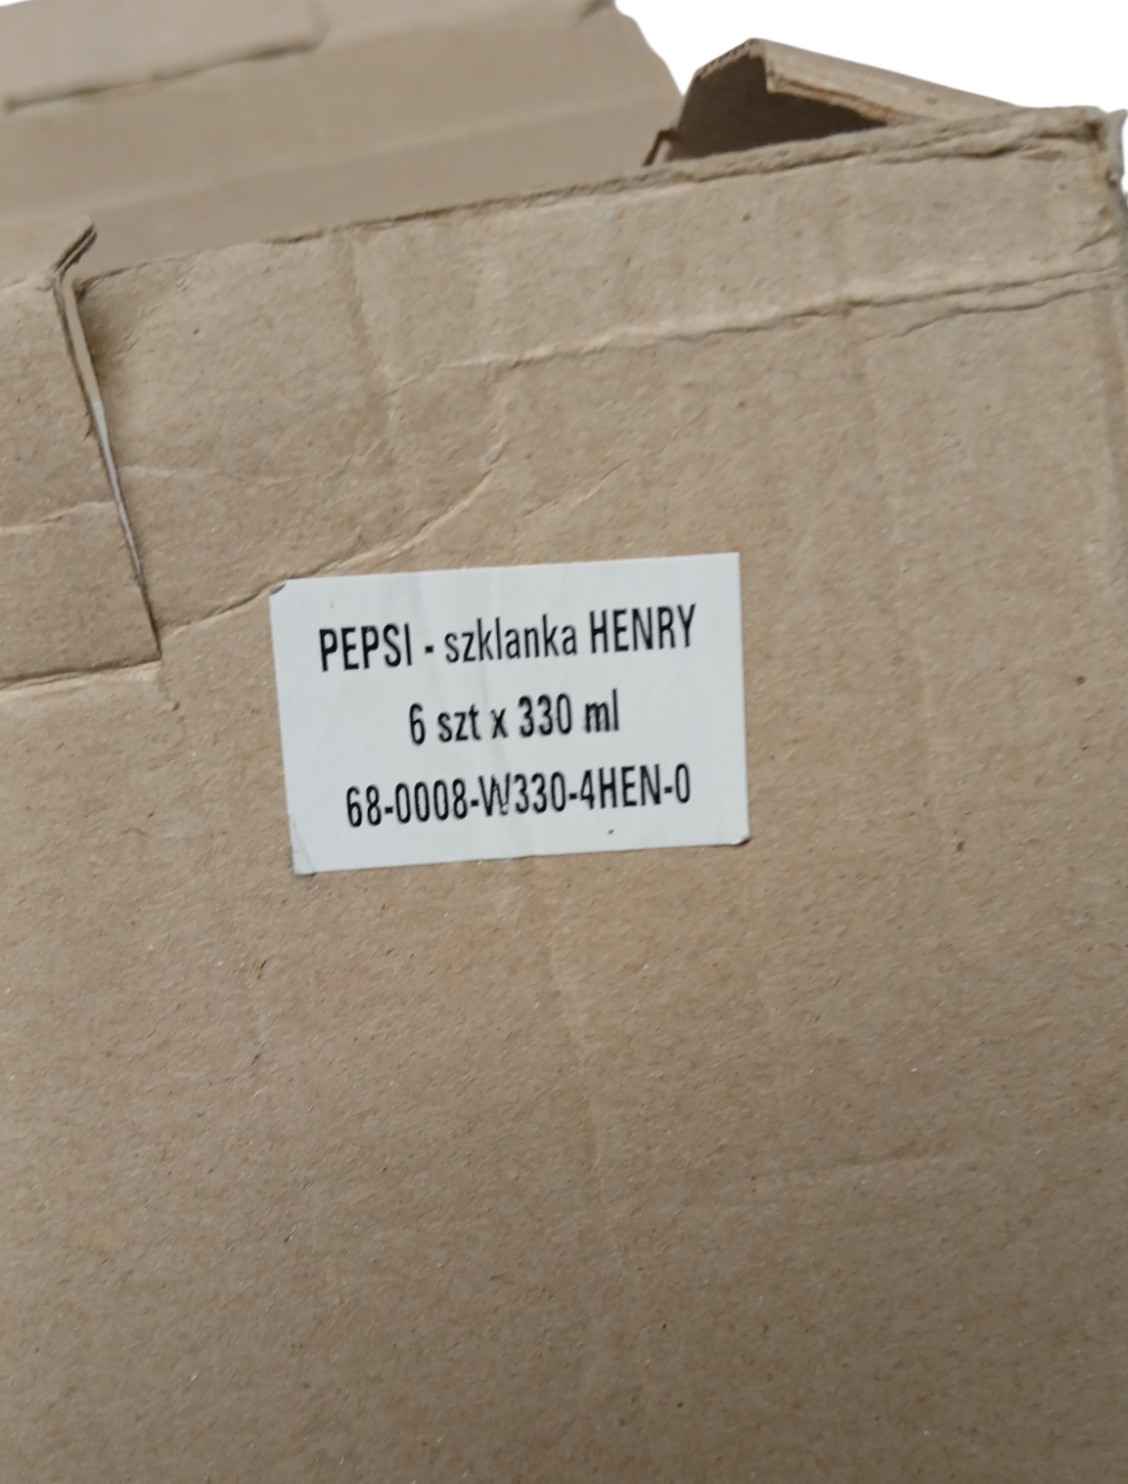 PEPSI - szklanka HENRY
6 szt x 330 ml
68-0008-W330-4HEN-0